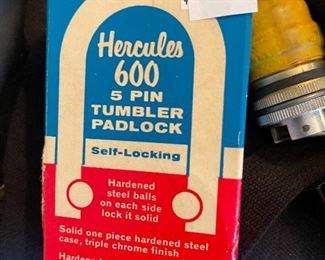 Hercules
600
5 PIN
TUMBLER
PADLOCK
Self-Locking
Hardened
steel balls
on each side
lock it solid
Solid one piece hardened steel
case, triple chrome finish